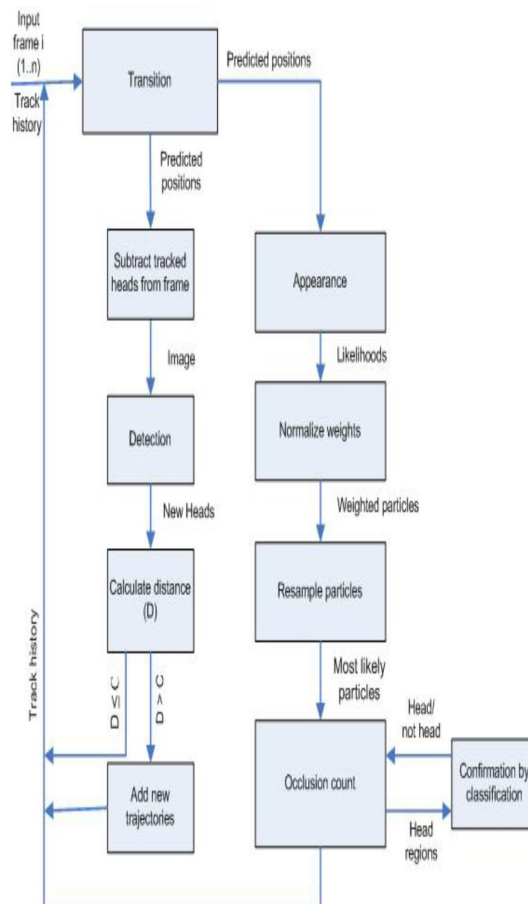 Input
frame i
(1..n)
Track
history
Transition
Predicted positions
Predicted
positions
Subtract tracked
heads from frame
Appearance
Image
Likelihoods
Detection
Normalize weights
New Heads
Weighted particles
Calculate distance
(D)
Resample particles
Track history
D ≤ C
D > C
Most likely
particles
Head/
not head
Add new
trajectories
Occlusion count
Confirmation by
classification
Head
regions